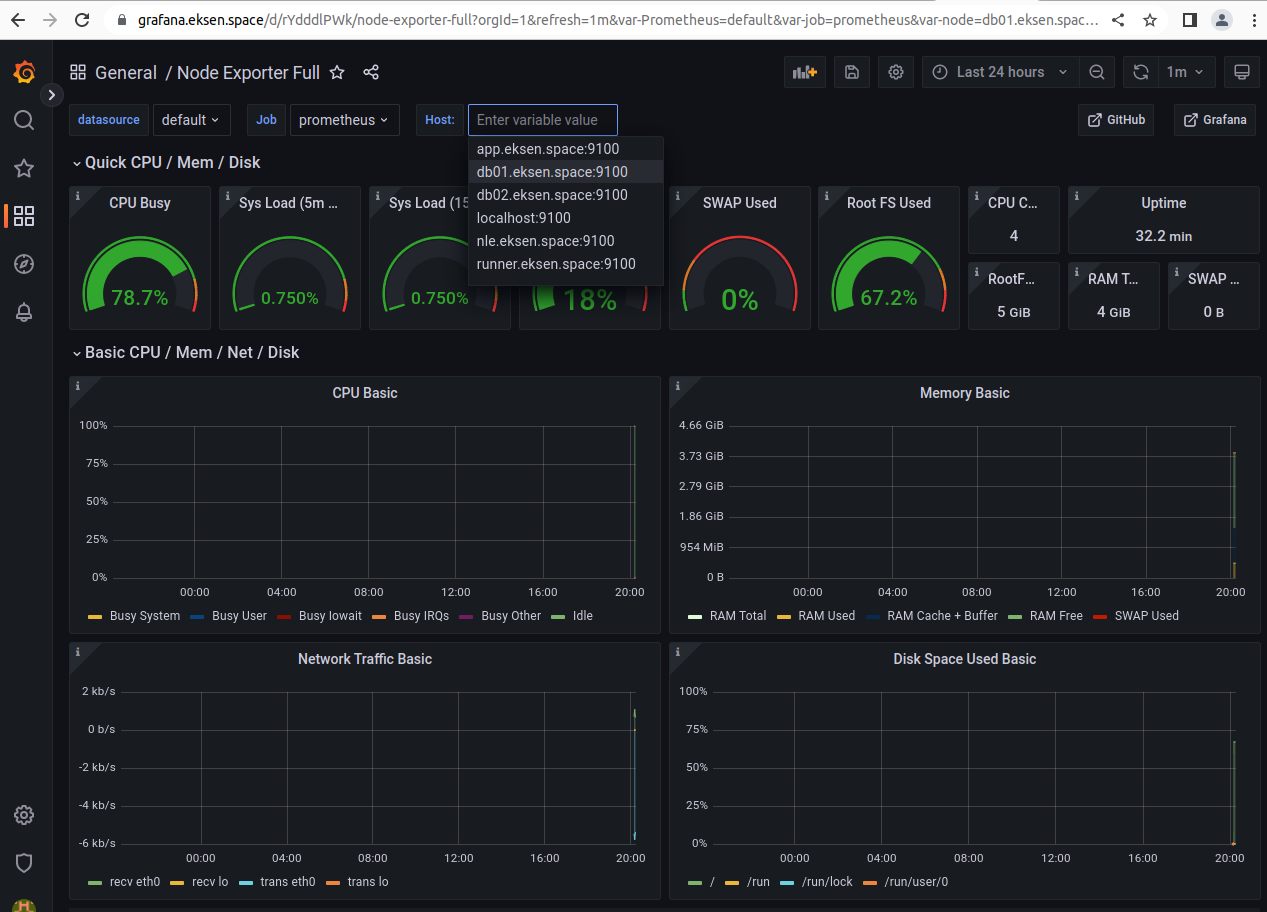 grafana.eksen.space/d/rYdddlPWk/node-exporter-full?orgId=1&refresh=1m&var-Prometheus=default&var-job=prometheus&var-node=db01.eksen.spac...
General / Node Exporter Full
Last 24 hours
1m
datasource default Job prometheus Host: Enter variable value GitHub Grafana
app.eksen.space:9100
db01.eksen.space:9100
db02.eksen.space:9100
localhost:9100
nle.eksen.space:9100
runner.eksen.space:9100
Quick CPU / Mem / Disk
CPU Busy
78.7%
Sys Load (5m ...
0.750%
Sys Load (15
0.750%
18%
SWAP Used
0%
Root FS Used
67.2%
CPU C...
4
Uptime
32.2 min
RootF...
5 GiB
RAM T...
4 GiB
SWAP ...
0 B
Basic CPU / Mem / Net / Disk
CPU Basic
100%
75%
50%
25%
0%
00:00 04:00 08:00 12:00 16:00 20:00
Busy System Busy User Busy Iowait Busy IRQs Busy Other Idle
Memory Basic
4.66 GiB
3.73 GiB
2.79 GiB
1.86 GiB
954 MiB
0 B
00:00 04:00 08:00 12:00 16:00 20:00
RAM Total RAM Used RAM Cache + Buffer RAM Free SWAP Used
Network Traffic Basic
2 kb/s
0 b/s
-2 kb/s
-4 kb/s
-6 kb/s
00:00 04:00 08:00 12:00 16:00 20:00
recv eth0 recv lo trans eth0 trans lo
Disk Space Used Basic
100%
75%
50%
25%
0%
00:00 04:00 08:00 12:00 16:00 20:00
/ /run /run/lock /run/user/0